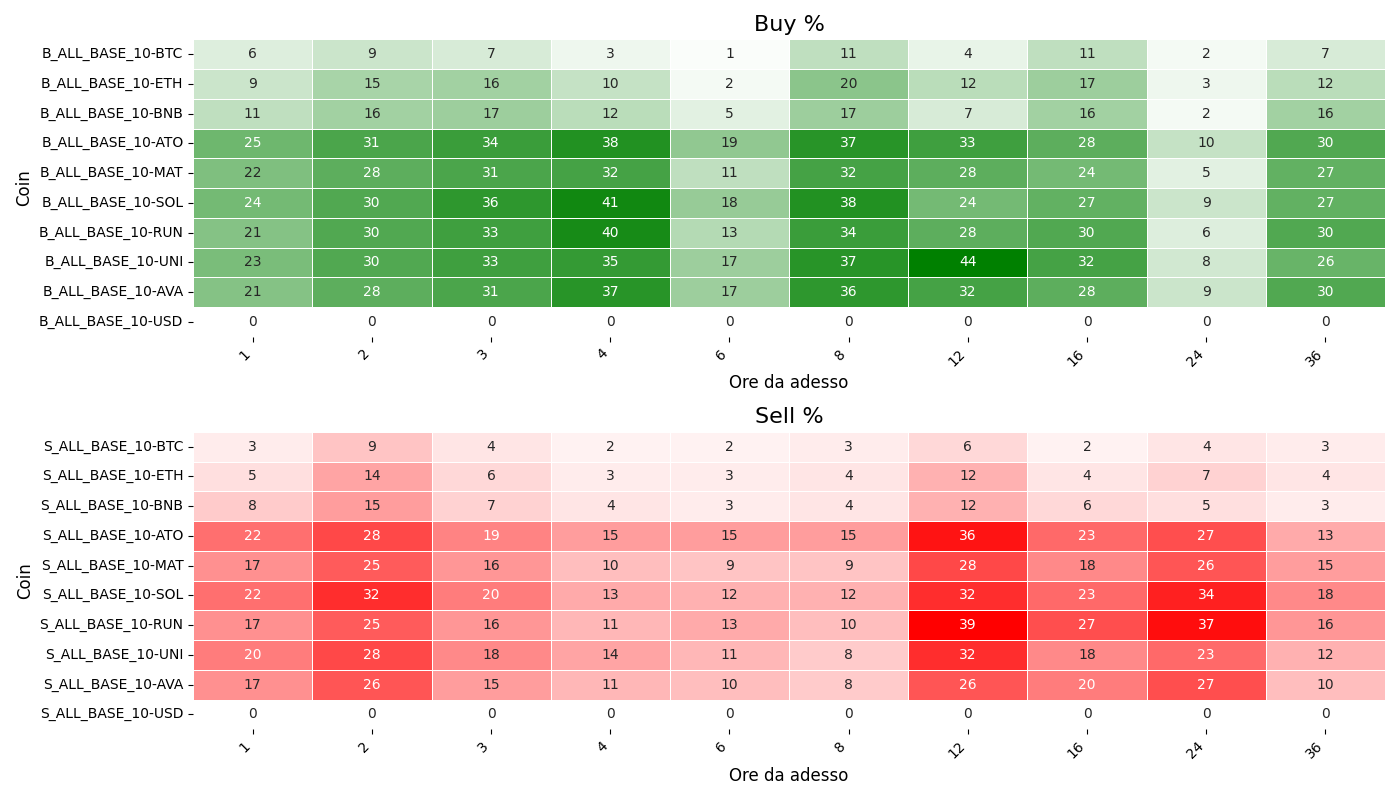 Buy %
Coin
B_ALL_BASE_10-BTC 6 9 7 3 1 11 4 11 2 7
B_ALL_BASE_10-ETH 9 15 16 10 2 20 12 17 3 12
B_ALL_BASE_10-BNB 11 16 17 12 5 17 7 16 2 16
B_ALL_BASE_10-ATO 25 31 34 38 19 37 33 28 10 30
B_ALL_BASE_10-MAT 22 28 31 32 11 32 28 24 5 27
B_ALL_BASE_10-SOL 24 30 36 41 18 38 24 27 9 27
B_ALL_BASE_10-RUN 21 30 33 40 13 34 28 30 6 30
B_ALL_BASE_10-UNI 23 30 33 35 17 37 44 32 8 26
B_ALL_BASE_10-AVA 21 28 31 37 17 36 32 28 9 30
B_ALL_BASE_10-USD 0 0 0 0 0 0 0 0 0 0
1 2 3 4 6 8 12 16 24 36
Ore da adesso
Sell %
Coin
S_ALL_BASE_10-BTC 3 9 4 2 2 3 6 2 4 3
S_ALL_BASE_10-ETH 5 14 6 3 3 4 12 4 7 4
S_ALL_BASE_10-BNB 8 15 7 4 3 4 12 6 5 3
S_ALL_BASE_10-ATO 22 28 19 15 15 15 36 23 27 13
S_ALL_BASE_10-MAT 17 25 16 10 9 9 28 18 26 15
S_ALL_BASE_10-SOL 22 32 20 13 12 12 32 23 34 18
S_ALL_BASE_10-RUN 17 25 16 11 13 10 39 27 37 16
S_ALL_BASE_10-UNI 20 28 18 14 11 8 32 18 23 12
S_ALL_BASE_10-AVA 17 26 15 11 10 8 26 20 27 10
S_ALL_BASE_10-USD 0 0 0 0 0 0 0 0 0 0
1 2 3 4 6 8 12 16 24 36
Ore da adesso